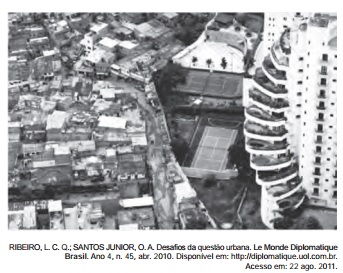 RIBEIRO, L. C. Q.; SANTOS JUNIOR, O. A. Desafios da questão urbana. Le Monde Diplomatique
Brasil. Ano 4, n. 45, abr. 2010. Disponível em: http://diplomatique.uol.com.br.
Acesso em: 22 ago. 2011.